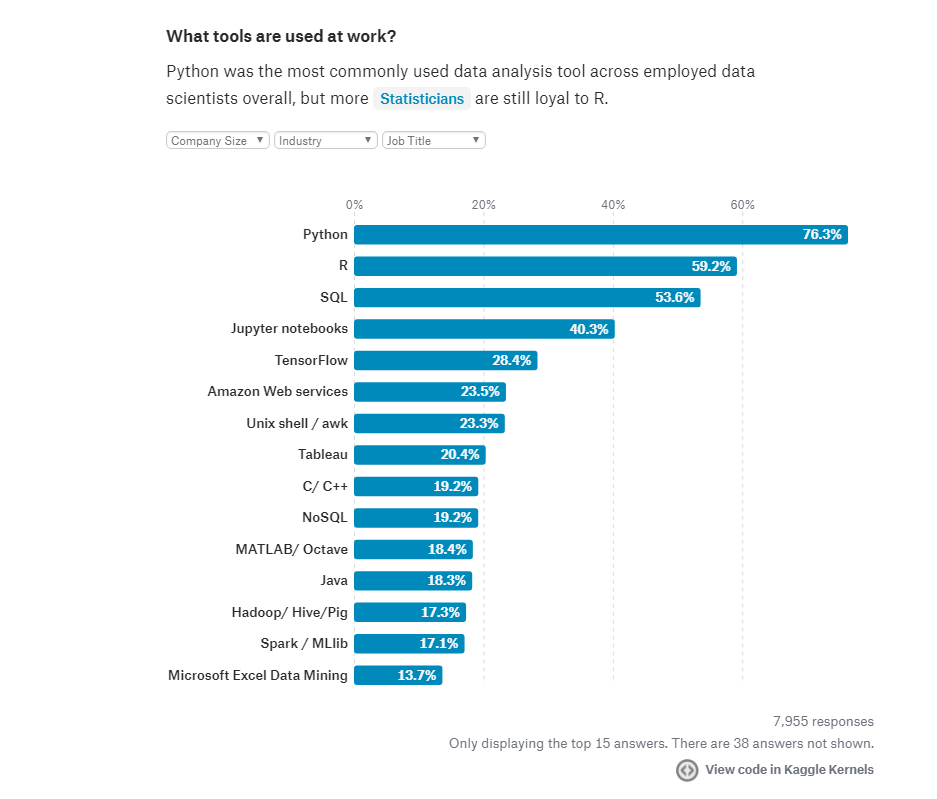 What tools are used at work?
Python was the most commonly used data analysis tool across employed data
scientists overall, but more Statisticians are still loyal to R.
Company Size ▼ Industry ▼ Job Title ▼
0% 20% 40% 60%
Python 76.3%
R 59.2%
SQL 53.6%
Jupyter notebooks 40.3%
TensorFlow 28.4%
Amazon Web services 23.5%
Unix shell / awk 23.3%
Tableau 20.4%
C/ C++ 19.2%
NoSQL 19.2%
MATLAB/ Octave 18.4%
Java 18.3%
Hadoop/ Hive/Pig 17.3%
Spark / MLlib 17.1%
Microsoft Excel Data Mining 13.7%
7,955 responses
Only displaying the top 15 answers. There are 38 answers not shown.
View code in Kaggle Kernels